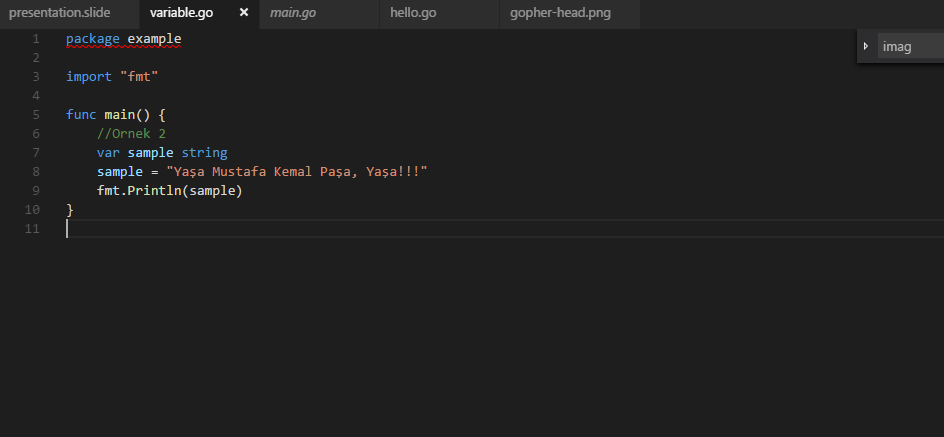 presentation.slide variable.go × main.go hello.go gopher-head.png
1 package example
imag
2
3 import "fmt"
4
5 func main() {
6 //Ornek 2
7 var sample string
8 sample = "Yaşa Mustafa Kemal Paşa, Yaşa!!!"
9 fmt.Println(sample)
10 }
11